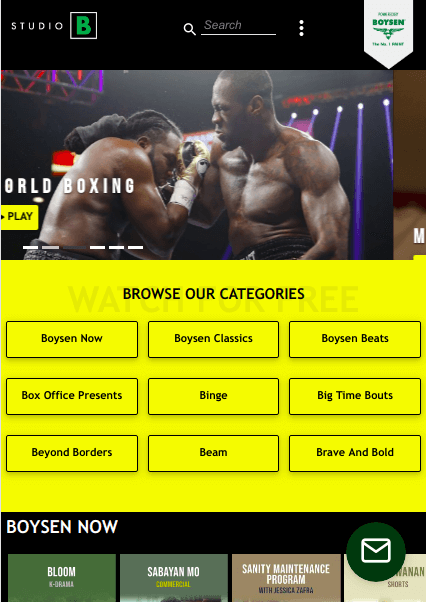 STUDIO B
Search
POWERED BY
BOYSEN
The No. 1 PAINT
ORLD BOXING
PLAY
M
WATCH FOR FREE
BROWSE OUR CATEGORIES
Boysen Now
Boysen Classics
Boysen Beats
Box Office Presents
Binge
Big Time Bouts
Beyond Borders
Beam
Brave And Bold
BOYSEN NOW
BLOOM
K-DRAMA
SABAYAN MO
COMMERCIAL
SANITY MAINTENANCE
PROGRAM
WITH JESSICA ZAFRA
VANAN
SHORTS